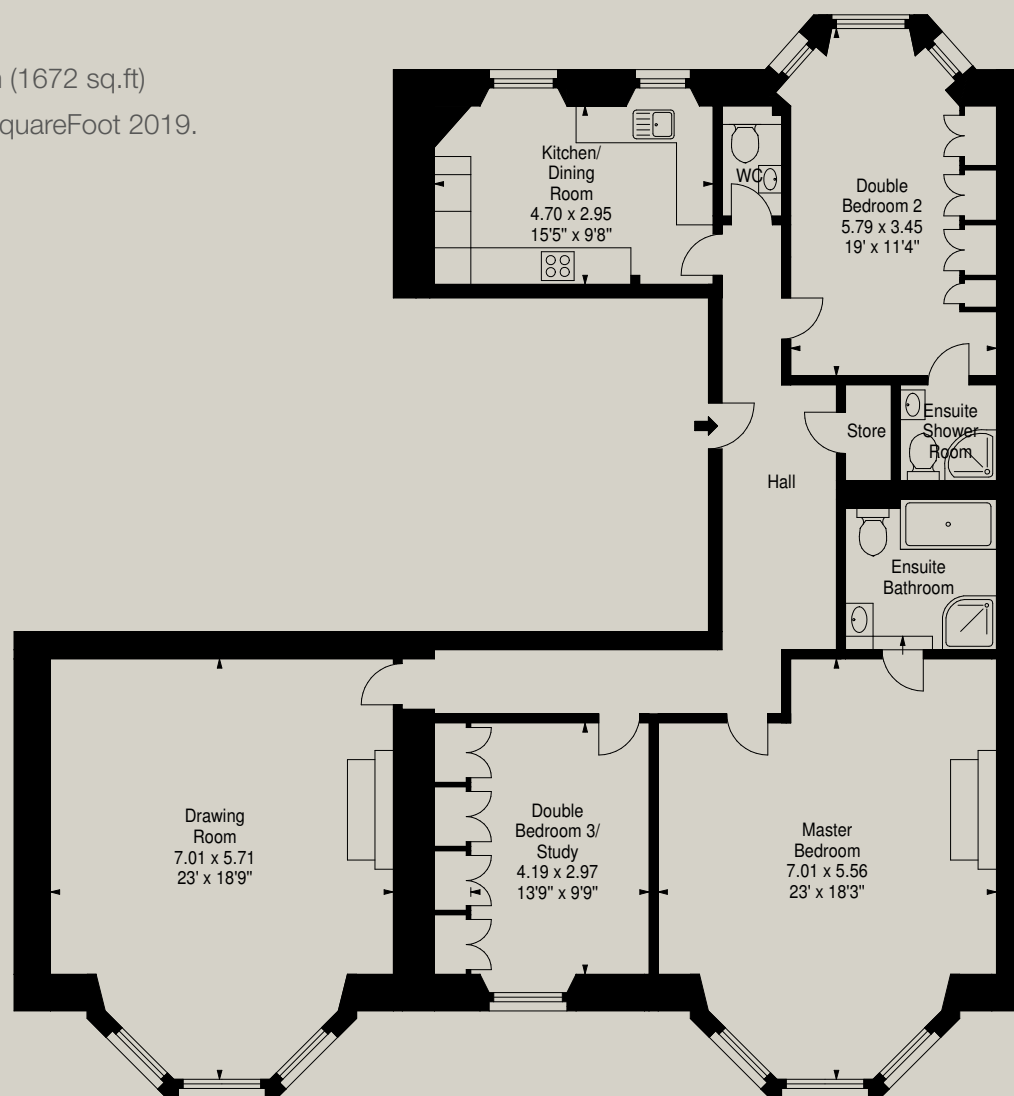 (1672 sq.ft)
quareFoot 2019.
Kitchen/
Dining
Room
4.70 x 2.95
15'5" x 9'8"
WC
Double
Bedroom 2
5.79 x 3.45
19' x 11'4"
Ensuite
Shower
Room
Store
Hall
Ensuite
Bathroom
Drawing
Room
7.01 x 5.71
23' x 18'9"
Double
Bedroom 3/
Study
4.19 x 2.97
13'9" x 9'9"
Master
Bedroom
7.01 x 5.56
23' x 18'3"